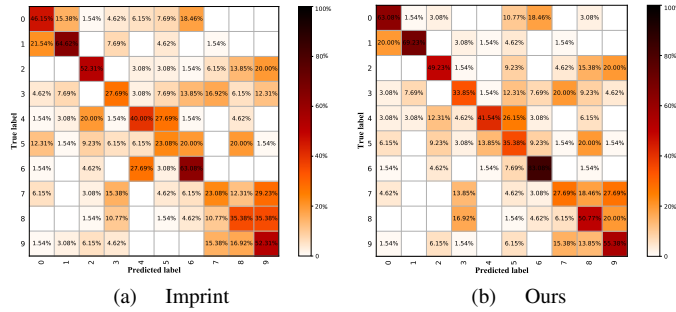 0 46.15% 15.38% 1.54% 4.62% 6.15% 7.69% 18.46%
1 21.54% 7.69% 4.62% 1.54%
2 3.08% 3.08% 1.54% 6.15% 13.85% 20.00%
3 4.62% 7.69% 27.69% 3.08% 7.69% 13.85% 16.92% 6.15% 12.31%
4 1.54% 3.08% 20.00% 1.54% 40.00% 27.69% 1.54% 4.62%
5 12.31% 1.54% 9.23% 6.15% 6.15% 23.08% 20.00% 20.00% 1.54%
6 1.54% 4.62% 27.69%
7 6.15% 3.08% 15.38% 4.62% 23.08% 12.31% 29.23%
8 1.54% 10.77% 1.54% 4.62% 10.77% 35.38% 35.38%
9 1.54% 3.08% 6.15% 4.62% 15.38% 16.92% 52.31%
0 1 2 3 4 5 6 7 8 9
True label
Predicted label
100%
80%
60%
40%
20%
0%
(a) Imprint
0 1.54% 3.08% 10.77% 18.46% 3.08%
1 20.00% 3.08% 1.54% 4.62% 1.54%
2 49.23% 1.54% 9.23% 4.62% 15.38% 20.00%
3 3.08% 7.69% 33.85% 3.08% 12.31% 7.69% 20.00% 9.23% 3.08%
4 3.08% 3.08% 12.31% 4.62% 41.54% 26.15% 3.08% 6.15%
5 6.15% 9.23% 3.08% 13.85% 35.38% 9.23% 1.54% 20.00% 1.54%
6 1.54% 4.62% 1.54% 7.69% 1.54%
7 4.62% 13.85% 3.08% 27.69% 18.46% 27.69%
8 16.92% 1.54% 4.62% 6.15% 50.77% 20.00%
9 1.54% 6.15% 1.54% 6.15% 15.38% 13.85%
0 1 2 3 4 5 6 7 8 9
True label
Predicted label
100%
80%
60%
40%
20%
0%
(b) Ours